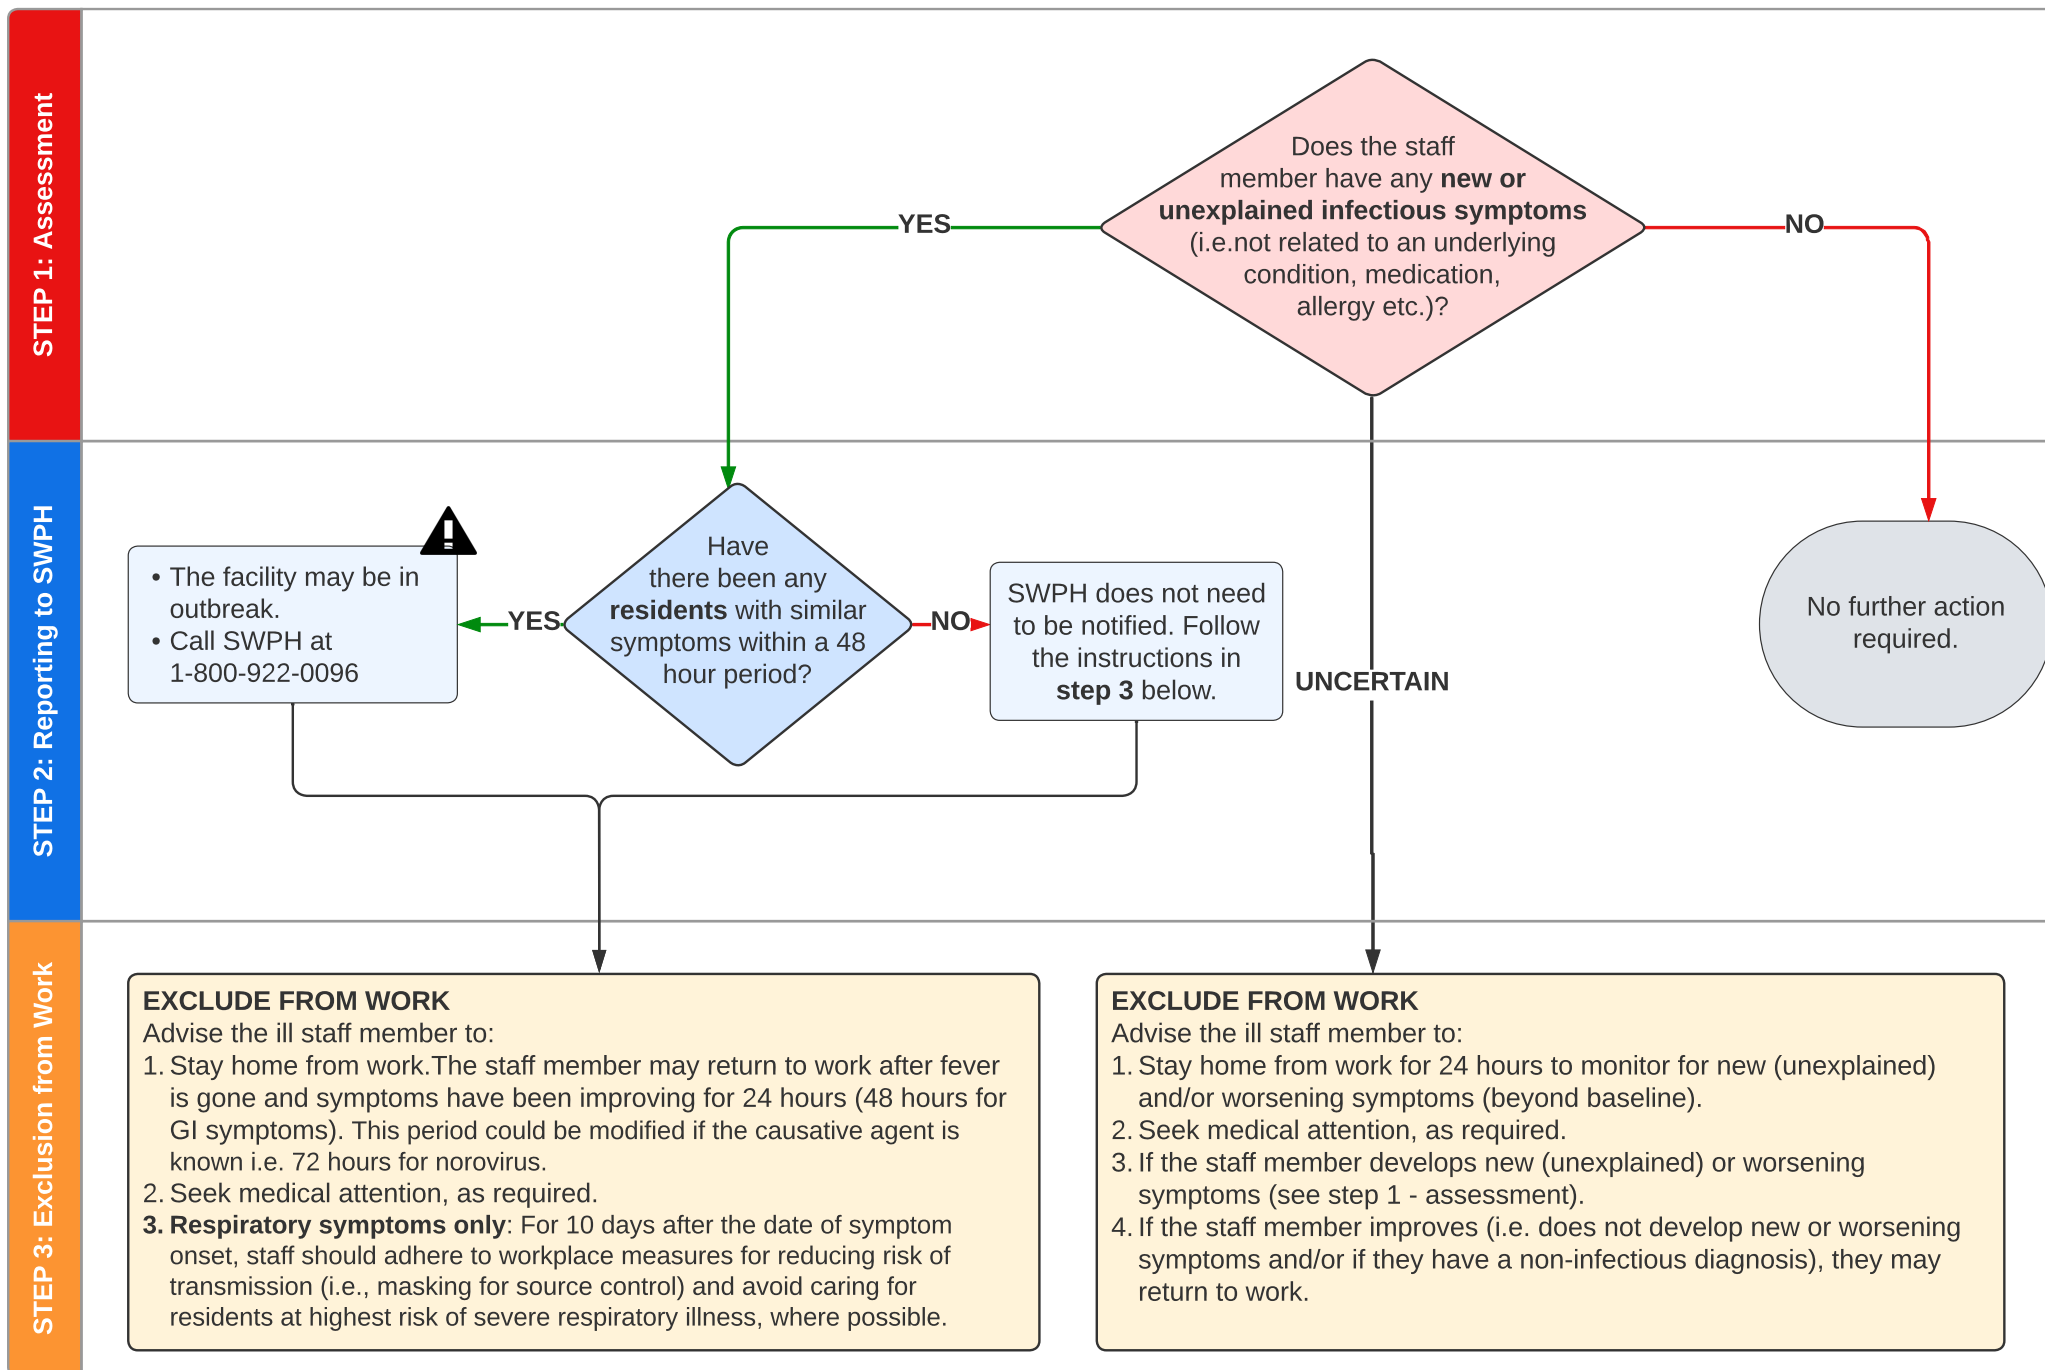 STEP 1: Assessment
Does the staff
member have any new or
unexplained infectious symptoms
(i.e.not related to an underlying
condition, medication,
allergy etc.)?
YES
NO
STEP 2: Reporting to SWPH
• The facility may be in
outbreak.
• Call SWPH at
1-800-922-0096
YES
Have
there been any
residents with similar
symptoms within a 48
hour period?
NO
SWPH does not need
to be notified. Follow
the instructions in
step 3 below.
UNCERTAIN
No further action
required.
STEP 3: Exclusion from Work
EXCLUDE FROM WORK
Advise the ill staff member to:
1. Stay home from work.The staff member may return to work after fever
is gone and symptoms have been improving for 24 hours (48 hours for
GI symptoms). This period could be modified if the causative agent is
known i.e. 72 hours for norovirus.
2. Seek medical attention, as required.
3. Respiratory symptoms only: For 10 days after the date of symptom
onset, staff should adhere to workplace measures for reducing risk of
transmission (i.e., masking for source control) and avoid caring for
residents at highest risk of severe respiratory illness, where possible.
EXCLUDE FROM WORK
Advise the ill staff member to:
1. Stay home from work for 24 hours to monitor for new (unexplained)
and/or worsening symptoms (beyond baseline).
2. Seek medical attention, as required.
3. If the staff member develops new (unexplained) or worsening
symptoms (see step 1 - assessment).
4. If the staff member improves (i.e. does not develop new or worsening
symptoms and/or if they have a non-infectious diagnosis), they may
return to work.